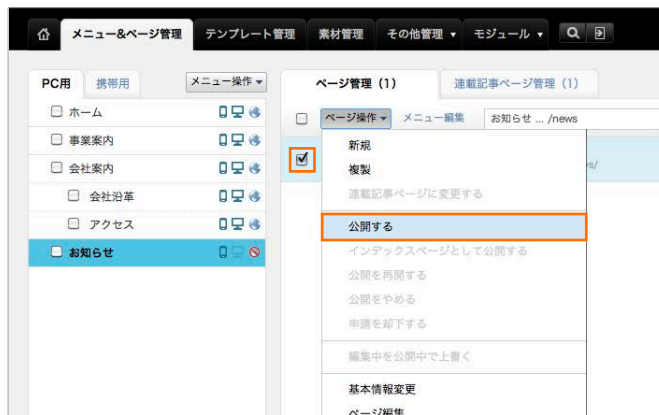 メニュー&ページ管理 テンプレート管理 素材管理 その他管理 モジュール
PC用 携帯用 メニュー操作
ページ管理（1） 連載記事ページ管理（1）
ホーム
事業案内
会社案内
会社沿革
アクセス
お知らせ
ページ操作 メニュー編集 お知らせ ... /news
新規
複製
連載記事ページに変更する
公開する
インデックスページとして公開する
公開を再開する
公開をやめる
申請を却下する
編集中を公開中で上書く
基本情報変更
ページ編集